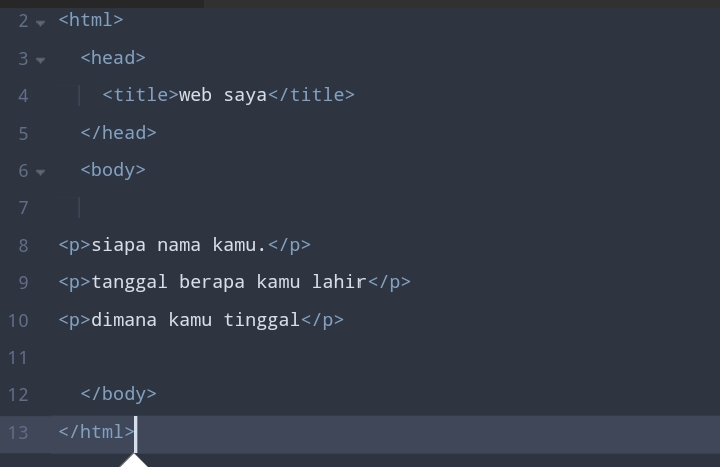 2 <html>
3 <head>
4 <title>web saya</title>
5 </head>
6 <body>
7
8 <p>siapa nama kamu.</p>
9 <p>tanggal berapa kamu lahir</p>
10 <p>dimana kamu tinggal</p>
11
12 </body>
13 </html>